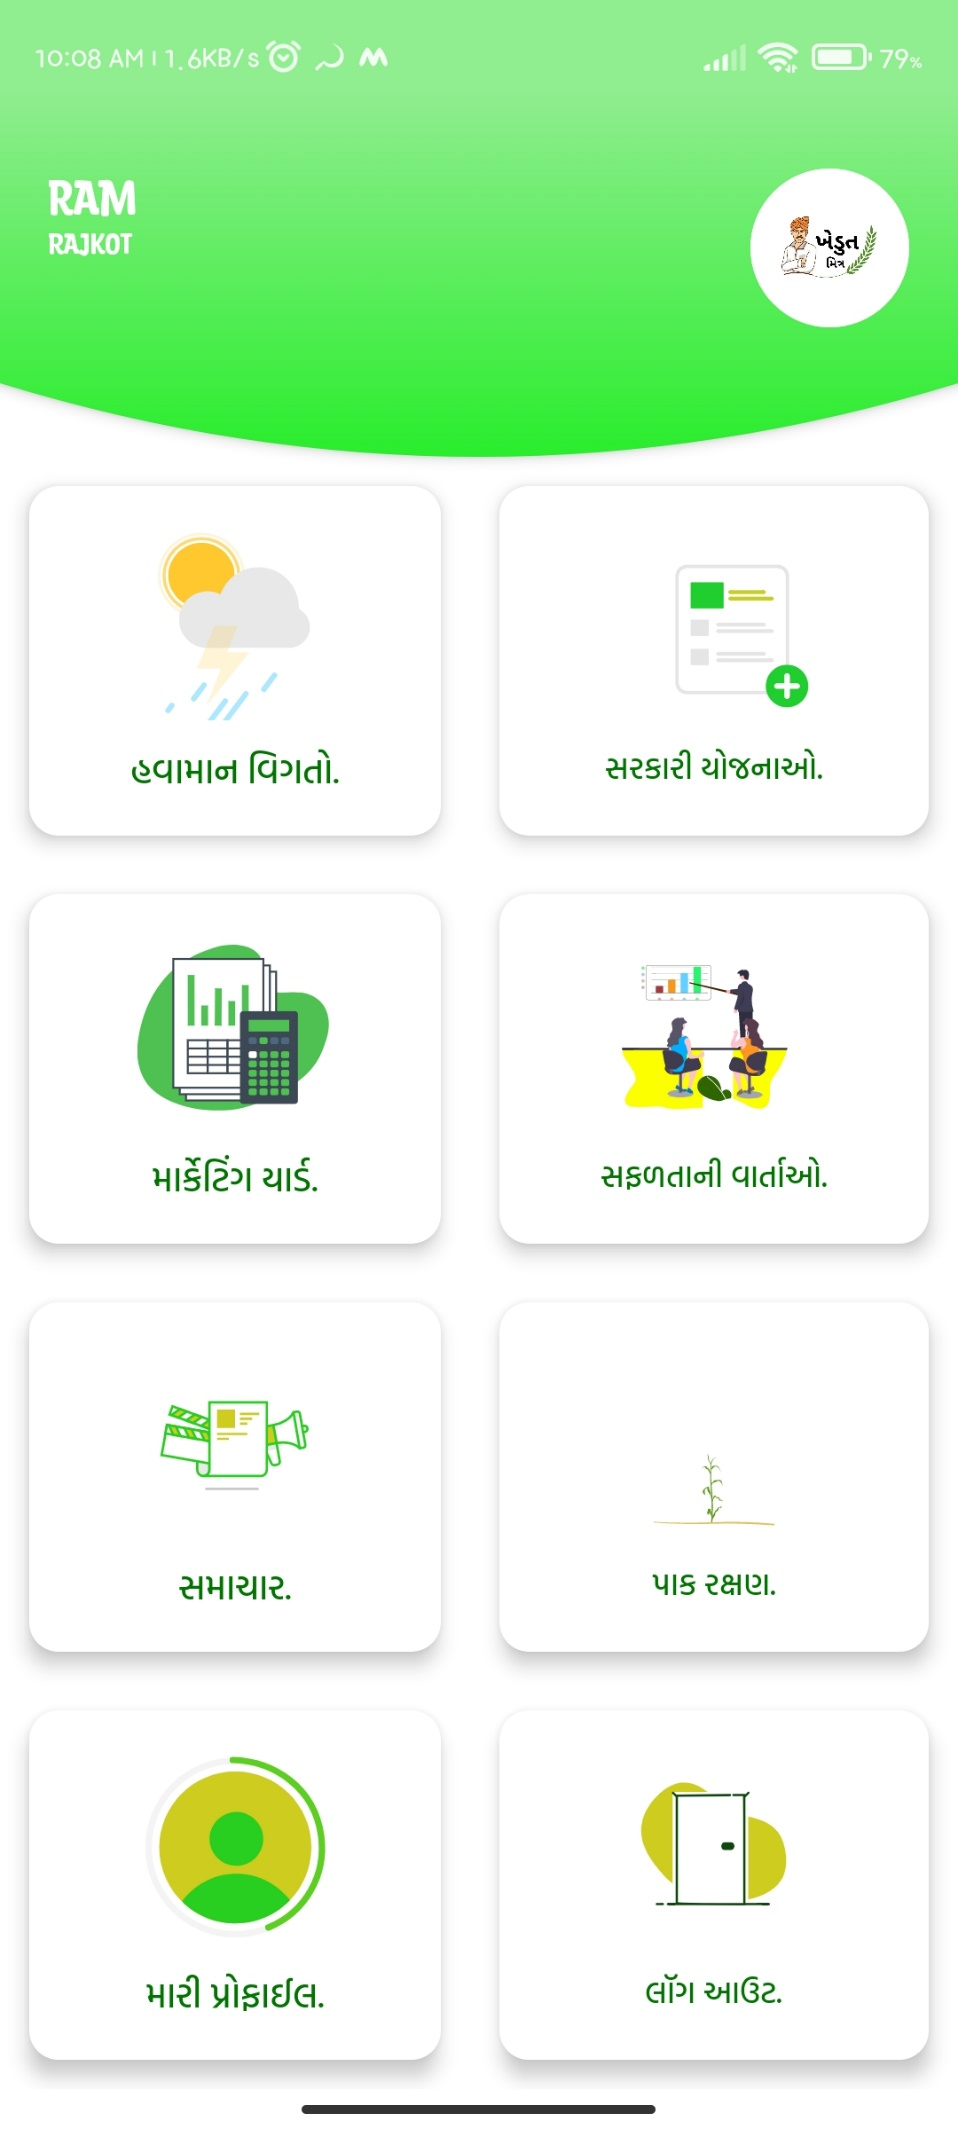 10:08 AM | 1.6KB/s
79%
RAM
RAJKOT
ખેડુત
મિત્ર
હવામાન વિગતો.
સરકારી યોજનાઓ.
માર્કેટિંગ યાર્ડ.
સફળતાની વાર્તાઓ.
સમાચાર.
પાક રક્ષણ.
મારી પ્રોફાઈલ.
લૉગ આઉટ.